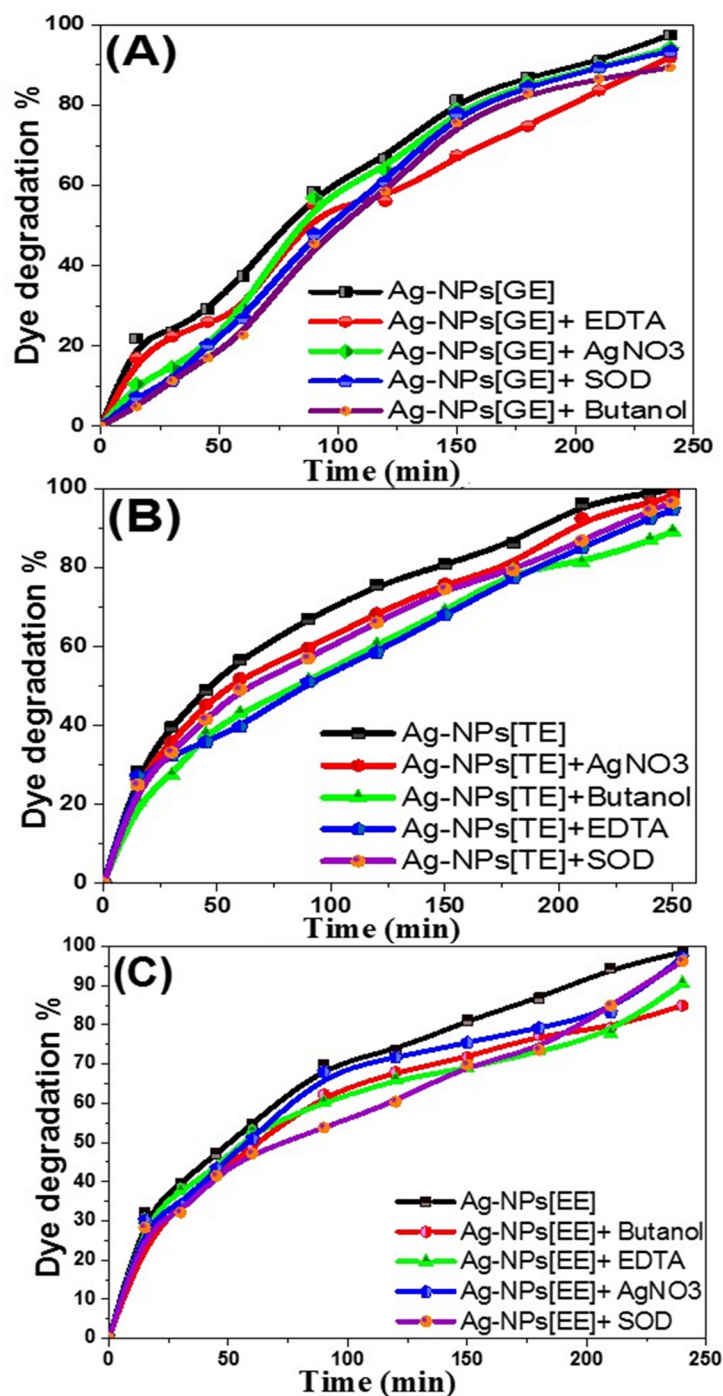 (A)
Dye degradation %
100
80
60
40
20
0
Ag-NPs[GE]
Ag-NPs[GE]+ EDTA
Ag-NPs[GE]+ AgNO3
Ag-NPs[GE]+ SOD
Ag-NPs[GE]+ Butanol
0 50 100 150 200 250
Time (min)
(B)
Dye degradation %
100
80
60
40
20
0
Ag-NPs[TE]
Ag-NPs[TE]+AgNO3
Ag-NPs[TE]+Butanol
Ag-NPs[TE]+EDTA
Ag-NPs[TE]+SOD
0 50 100 150 200 250
Time (min)
(C)
Dye degradation %
100
90
80
70
60
50
40
30
20
10
0
Ag-NPs[EE]
Ag-NPs[EE]+ Butanol
Ag-NPs[EE]+ EDTA
Ag-NPs[EE]+ AgNO3
Ag-NPs[EE]+ SOD
0 50 100 150 200 250
Time (min)